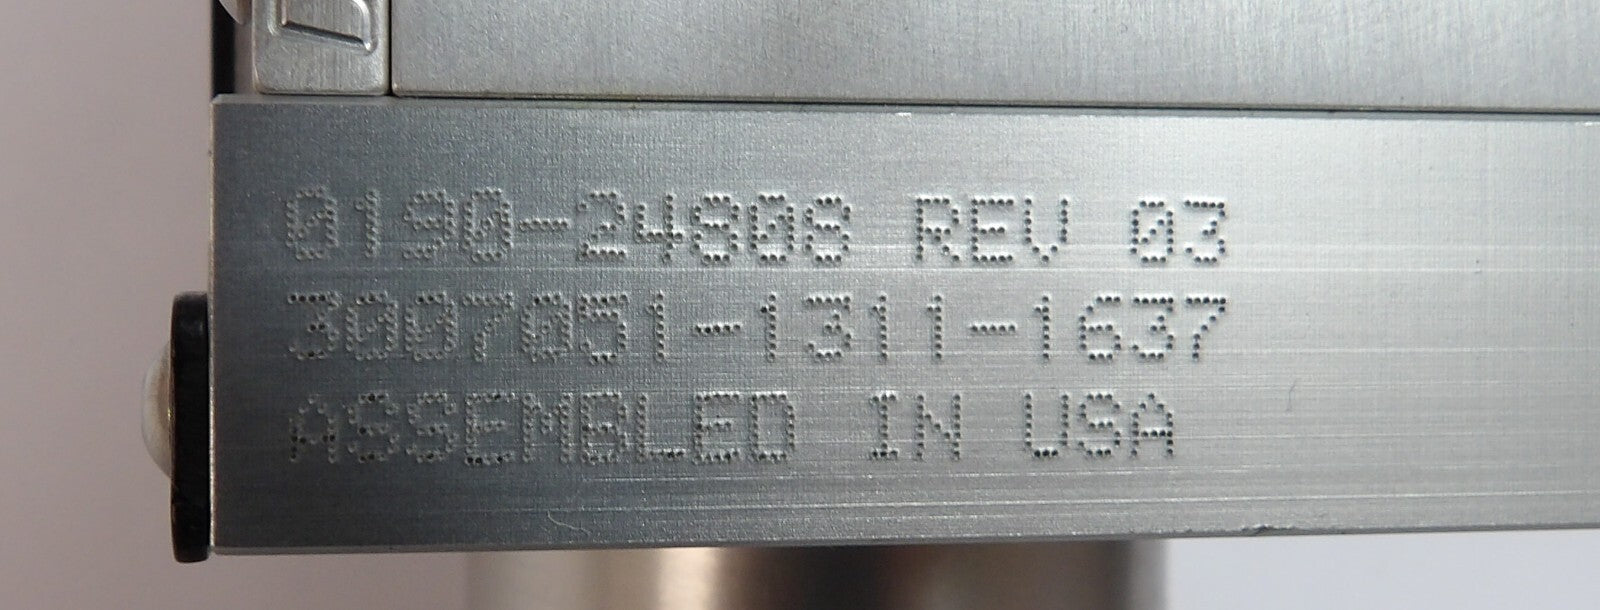 D
0190-24808 REV 03
3007051-1311-1637
ASSEMBLED IN USA